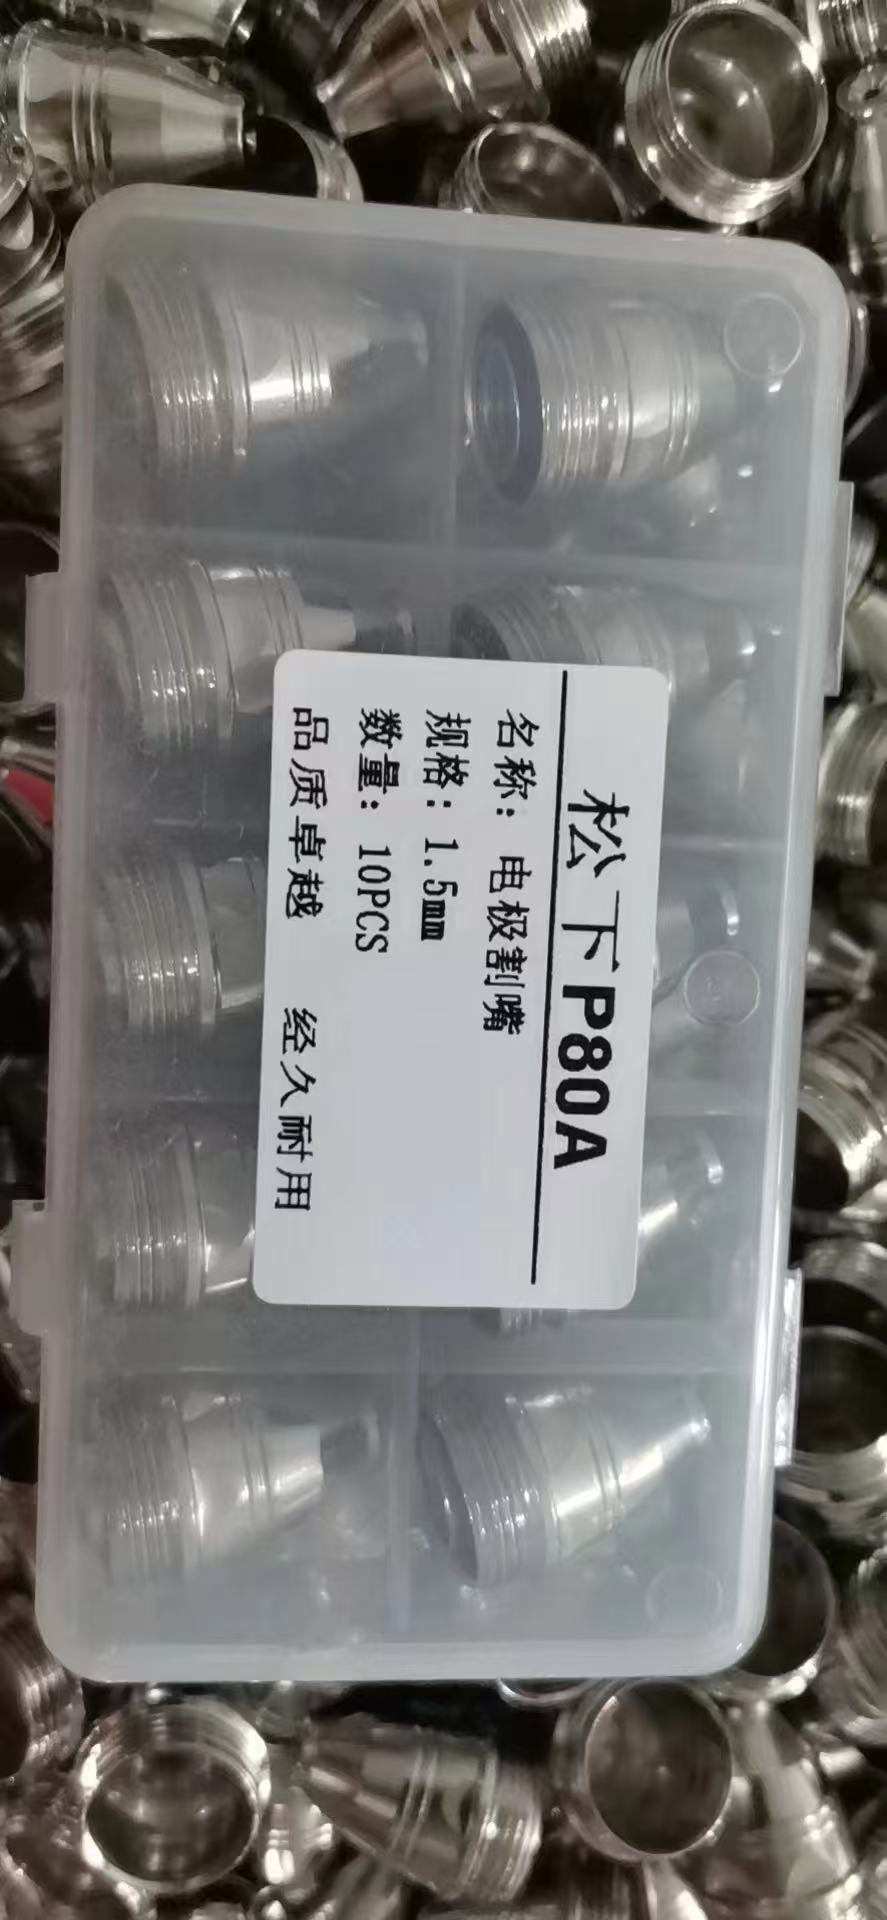 松下P80A
名称：电极割嘴
规格：1.5mm
数量：10PCS
品质卓越 经久耐用